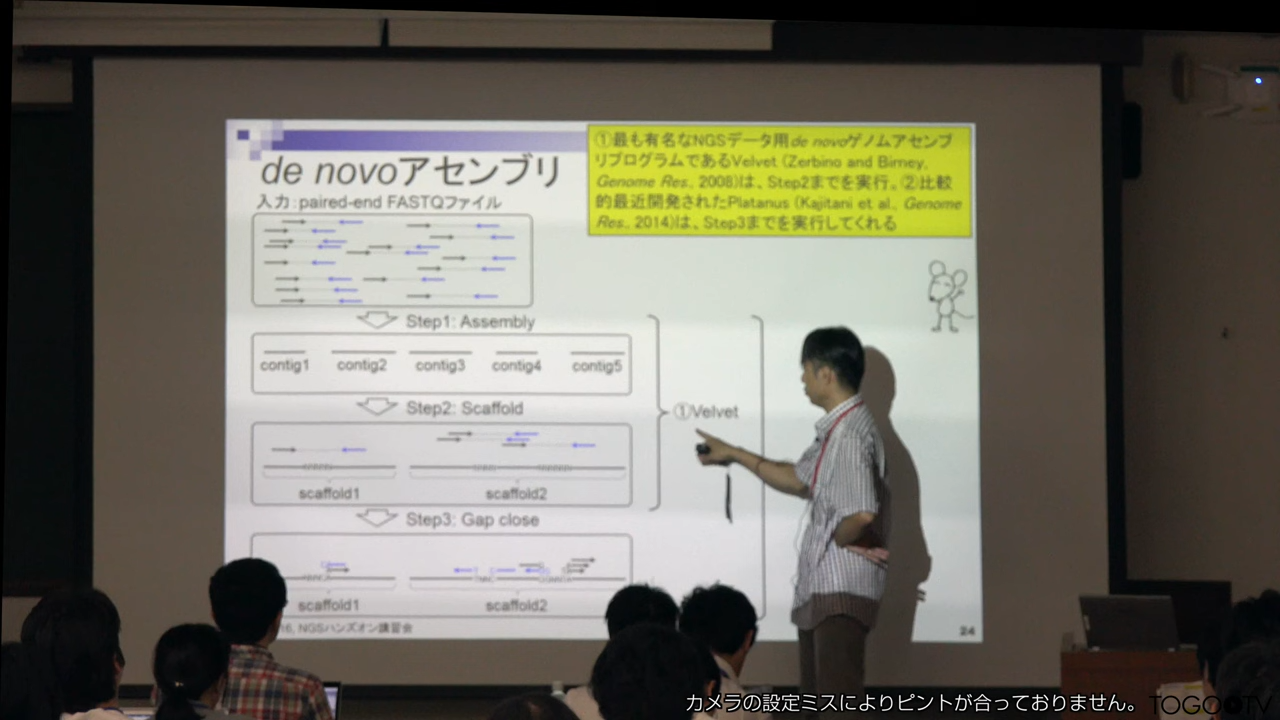 ①最も有名なNGSデータ用de novoゲノムアセンブ
リプログラムであるVelvet (Zerbino and Birney,
Genome Res., 2008)は、Step2までを実行。②比較
的最近開発されたPlatanus (Kajitani et al., Genome
Res., 2014)は、Step3までを実行してくれる
de novoアセンブリ
入力：paired-end FASTQファイル
Step1: Assembly
contig1 contig2 contig3 contig4 contig5
Step2: Scaffold
①Velvet
scaffold1 scaffold2
Step3: Gap close
scaffold1 scaffold2
16, NGSハンズオン講習会
24
カメラの設定ミスによりピントが合っておりません。
TOGOTV